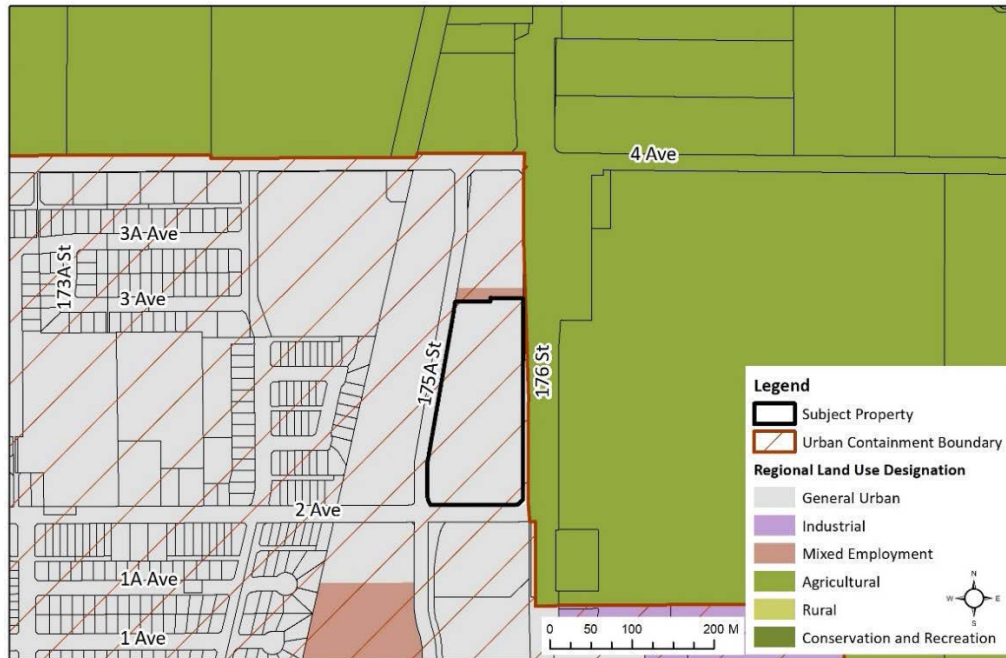 4 Ave
3A Ave
173A St
3 Ave
175A St
176 St
2 Ave
1A Ave
1 Ave
Legend
Subject Property
Urban Containment Boundary
Regional Land Use Designation
General Urban
Industrial
Mixed Employment
Agricultural
Rural
Conservation and Recreation
N
W E
S
0 50 100 200 M